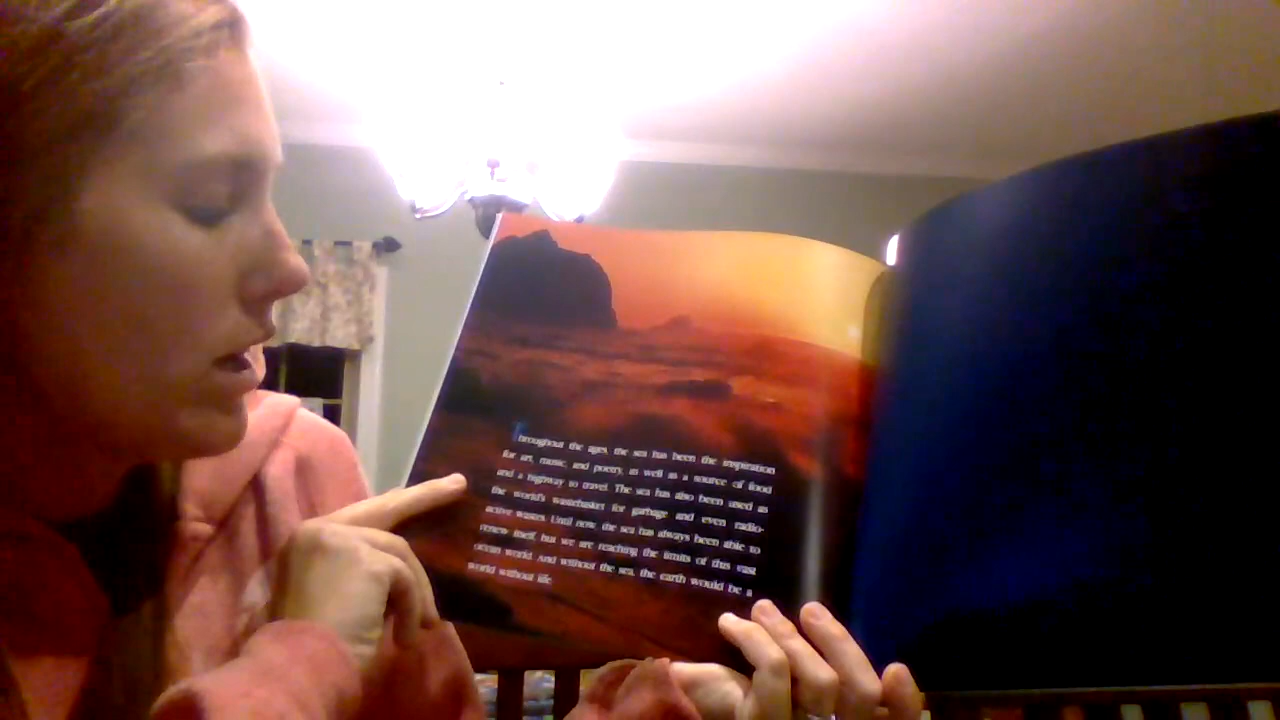 Throughout the ages, the sea has been the inspiration
for art, music, and poetry, as well as a source of food
and a highway to travel. The sea has also been used as
the world's wastebasket for garbage and even radio-
active wastes. Until now, the sea has always been able to
renew itself, but we are reaching the limits of this vast
ocean world. And without the sea, the earth would be a
world without life.